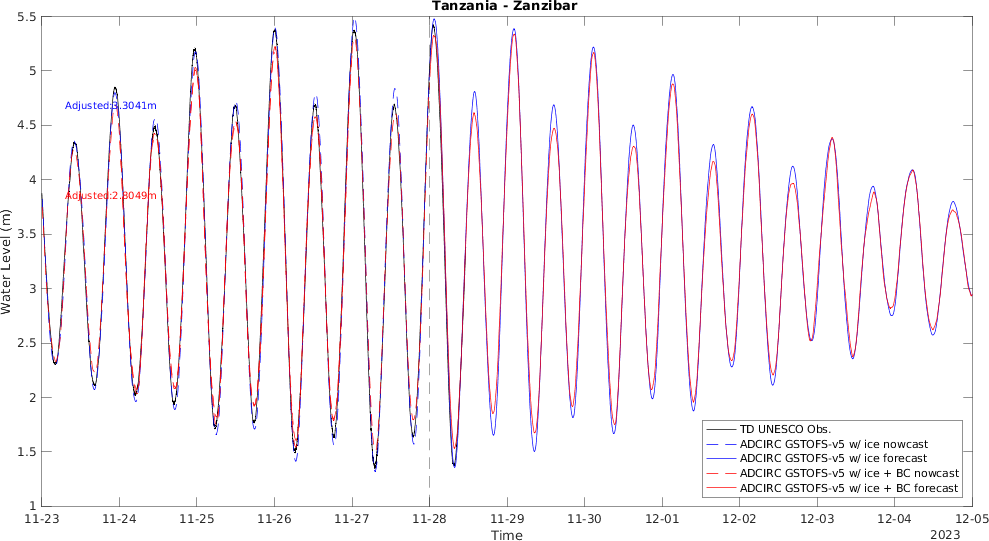 Tanzania - Zanzibar
5.5
5
4.5
4
3.5
3
2.5
2
1.5
1
Water Level (m)
Adjusted:3.3041m
Adjusted:2.8049m
TD UNESCO Obs.
ADCIRC GSTOFS-v5 w/ ice nowcast
ADCIRC GSTOFS-v5 w/ ice forecast
ADCIRC GSTOFS-v5 w/ ice + BC nowcast
ADCIRC GSTOFS-v5 w/ ice + BC forecast
11-23 11-24 11-25 11-26 11-27 11-28 11-29 11-30 12-01 12-02 12-03 12-04 12-05
Time
2023